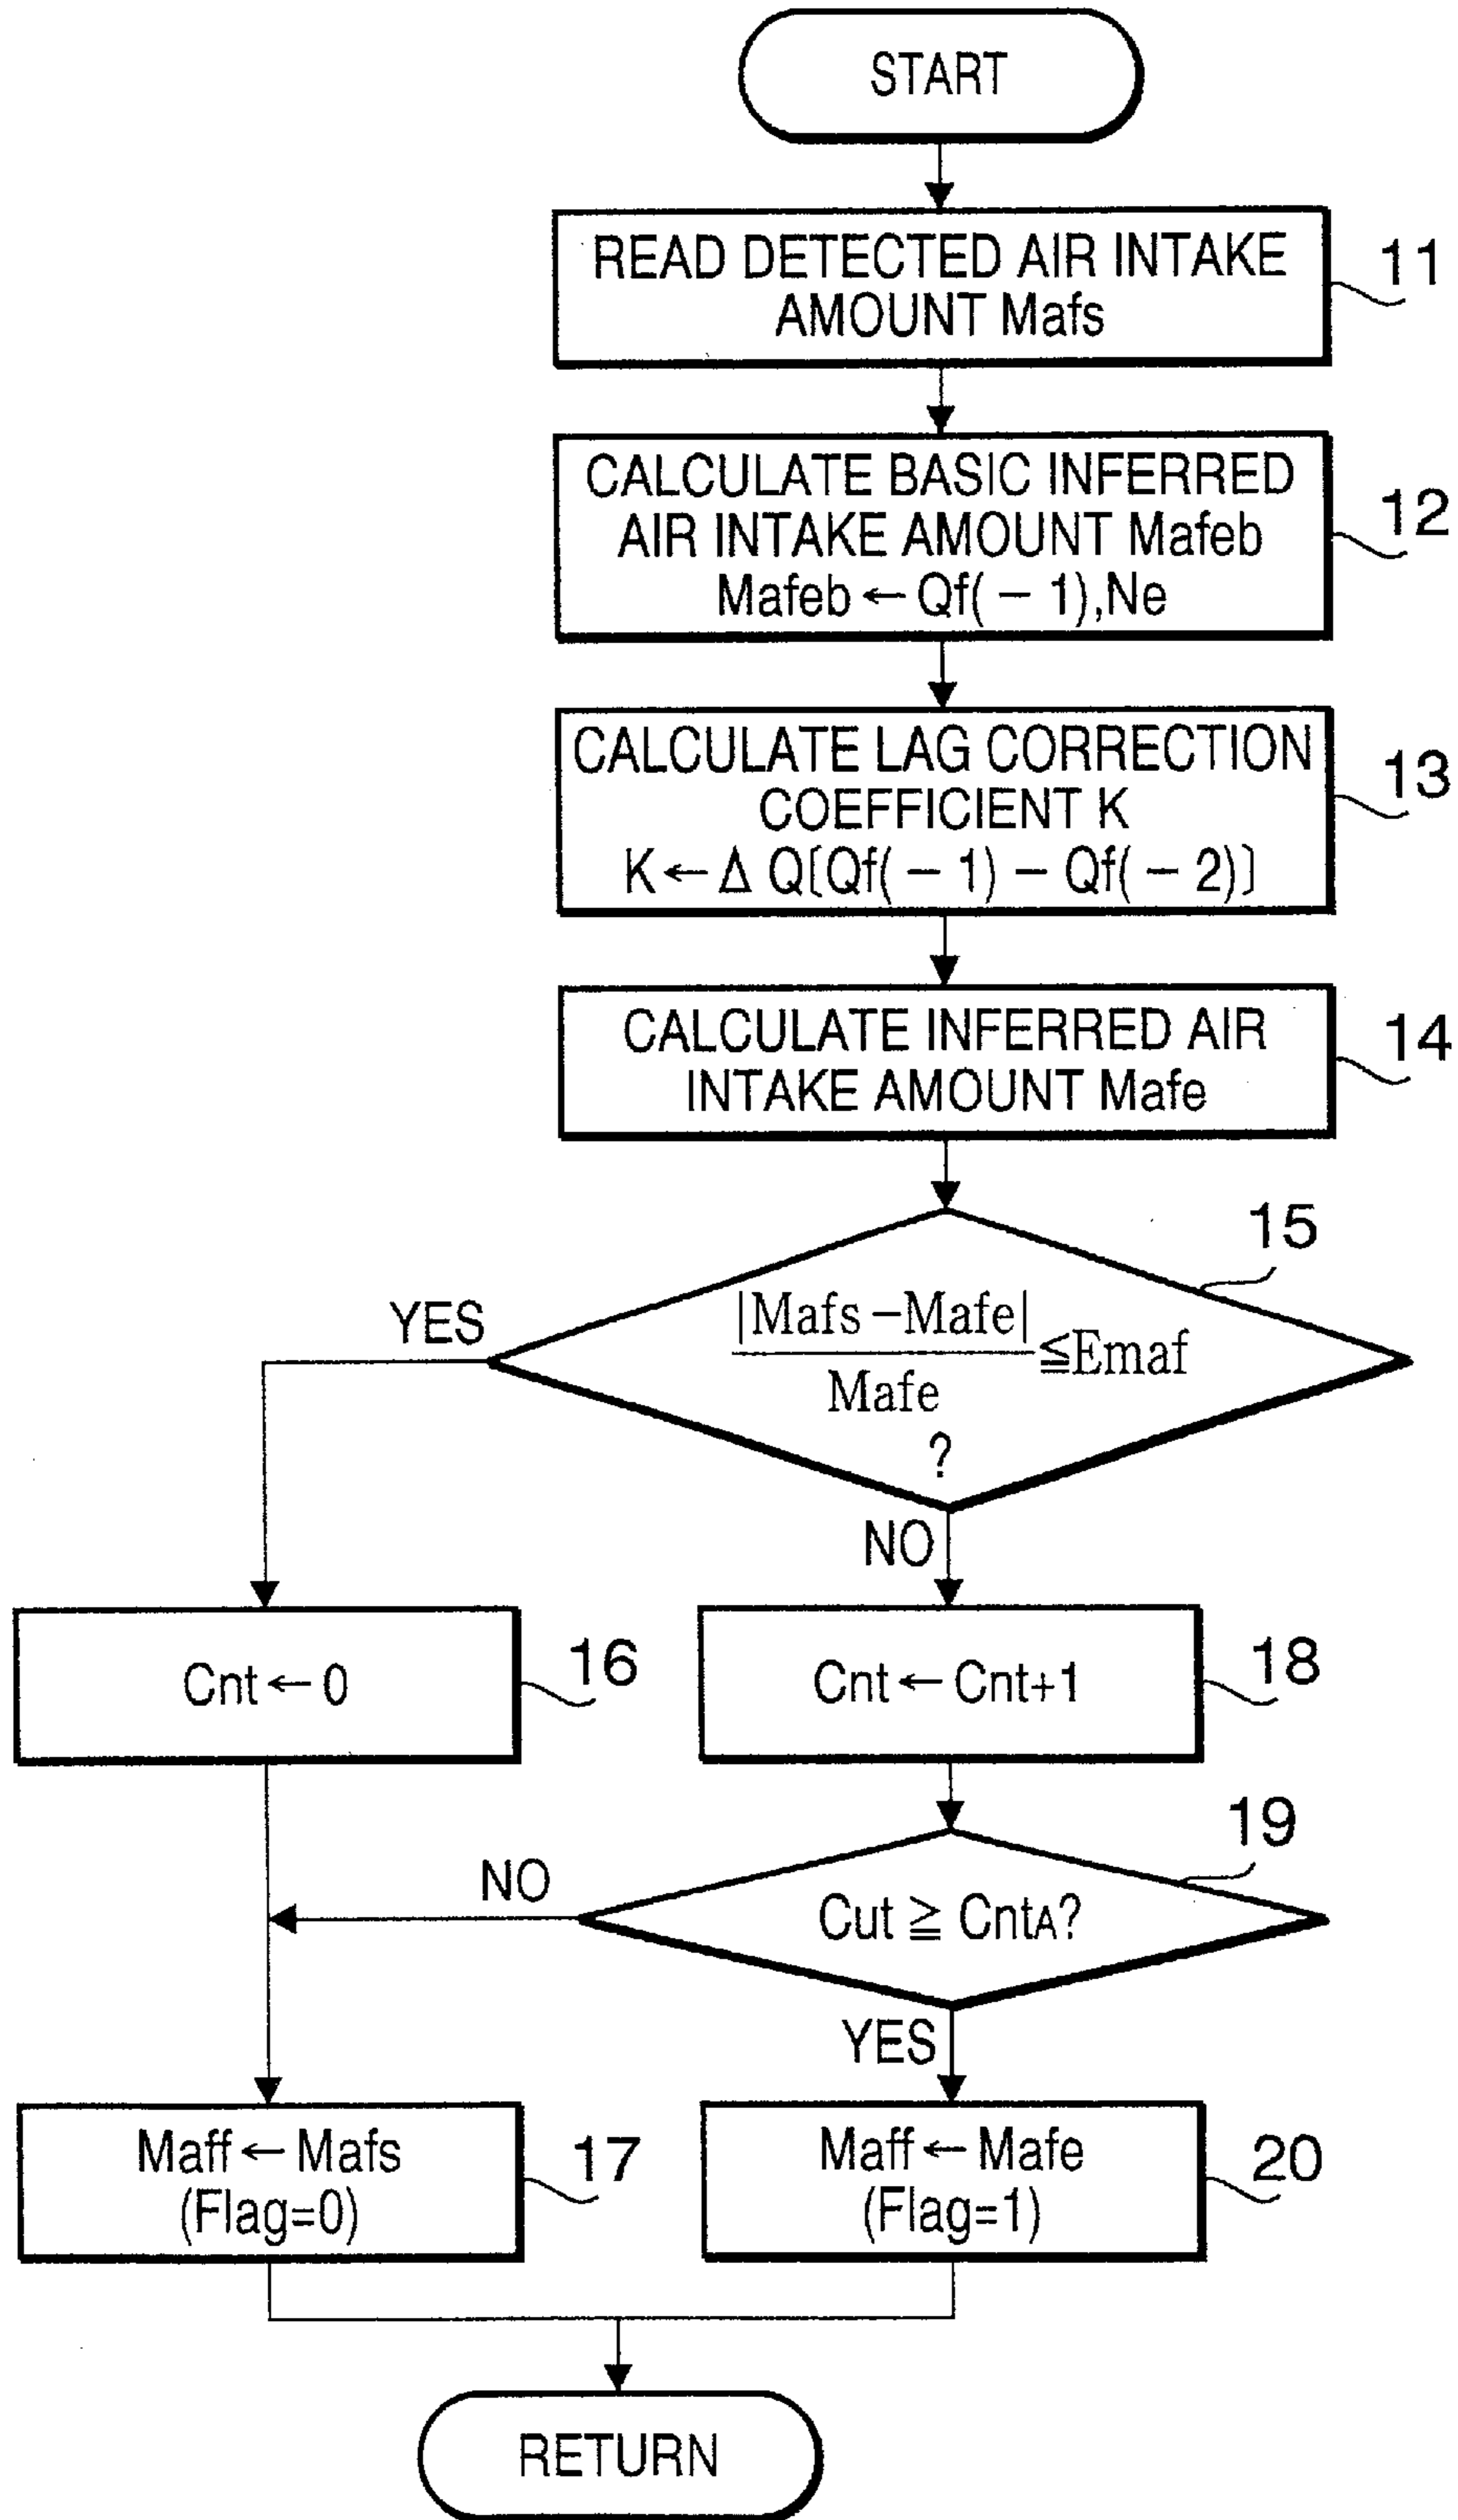 START
READ DETECTED AIR INTAKE
AMOUNT Mafs
11
CALCULATE BASIC INFERRED
AIR INTAKE AMOUNT Mafeb
Mafeb ← Qf( − 1),Ne
12
CALCULATE LAG CORRECTION
COEFFICIENT K
K ← Δ Q[Qf( − 1) − Qf( − 2)]
13
CALCULATE INFERRED AIR
INTAKE AMOUNT Mafe
14
15
|Mafs −Mafe|
Mafe
≦Emaf
?
YES
NO
Cnt ← 0
16
Cnt ← Cnt+1
18
19
Cut ≧ CntA?
NO
YES
Maff ← Mafs
(Flag=0)
17
Maff ← Mafe
(Flag=1)
20
RETURN